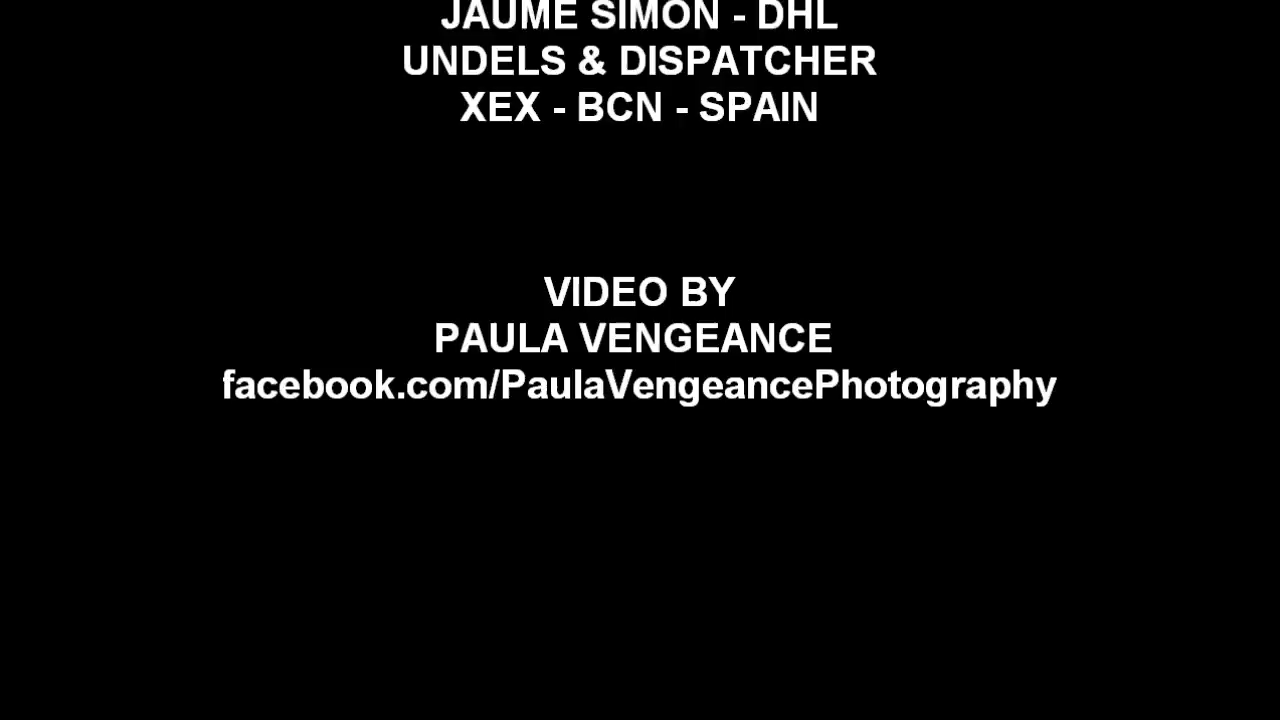 JAUME SIMON - DHL
UNDELS & DISPATCHER
XEX - BCN - SPAIN
VIDEO BY
PAULA VENGEANCE
facebook.com/PaulaVengeancePhotography